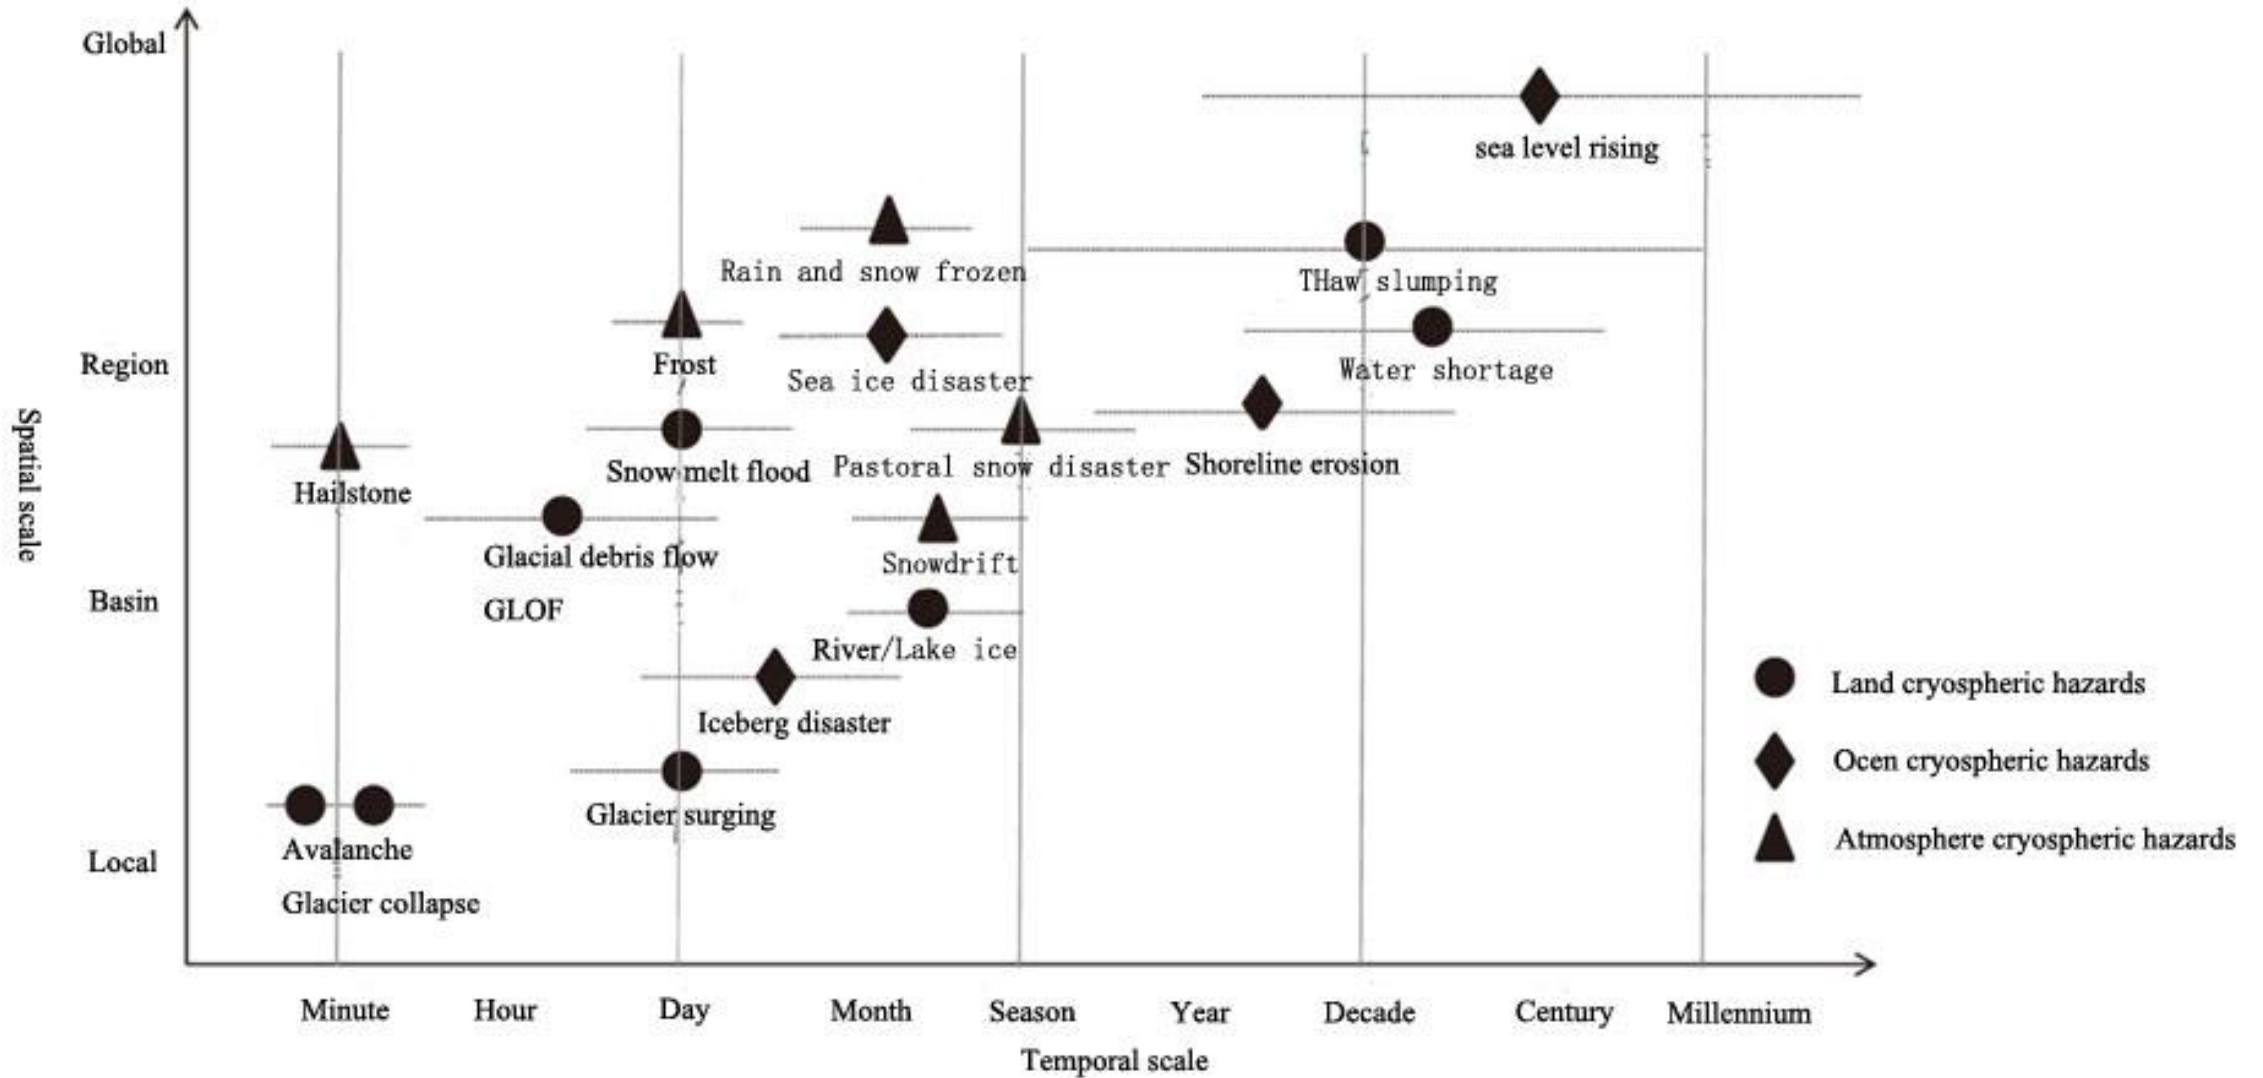 Global
sea level rising
Rain and snow frozen
THaw slumping
Region
Frost
Sea ice disaster
Water shortage
Spatial scale
Hailstone
Snow melt flood
Pastoral snow disaster
Shoreline erosion
Glacial debris flow
GLOF
Snowdrift
Basin
River/Lake ice
Iceberg disaster
Glacier surging
Local
Avalanche
Glacier collapse
Land cryospheric hazards
Ocen cryospheric hazards
Atmosphere cryospheric hazards
Minute Hour Day Month Season Year Decade Century Millennium
Temporal scale